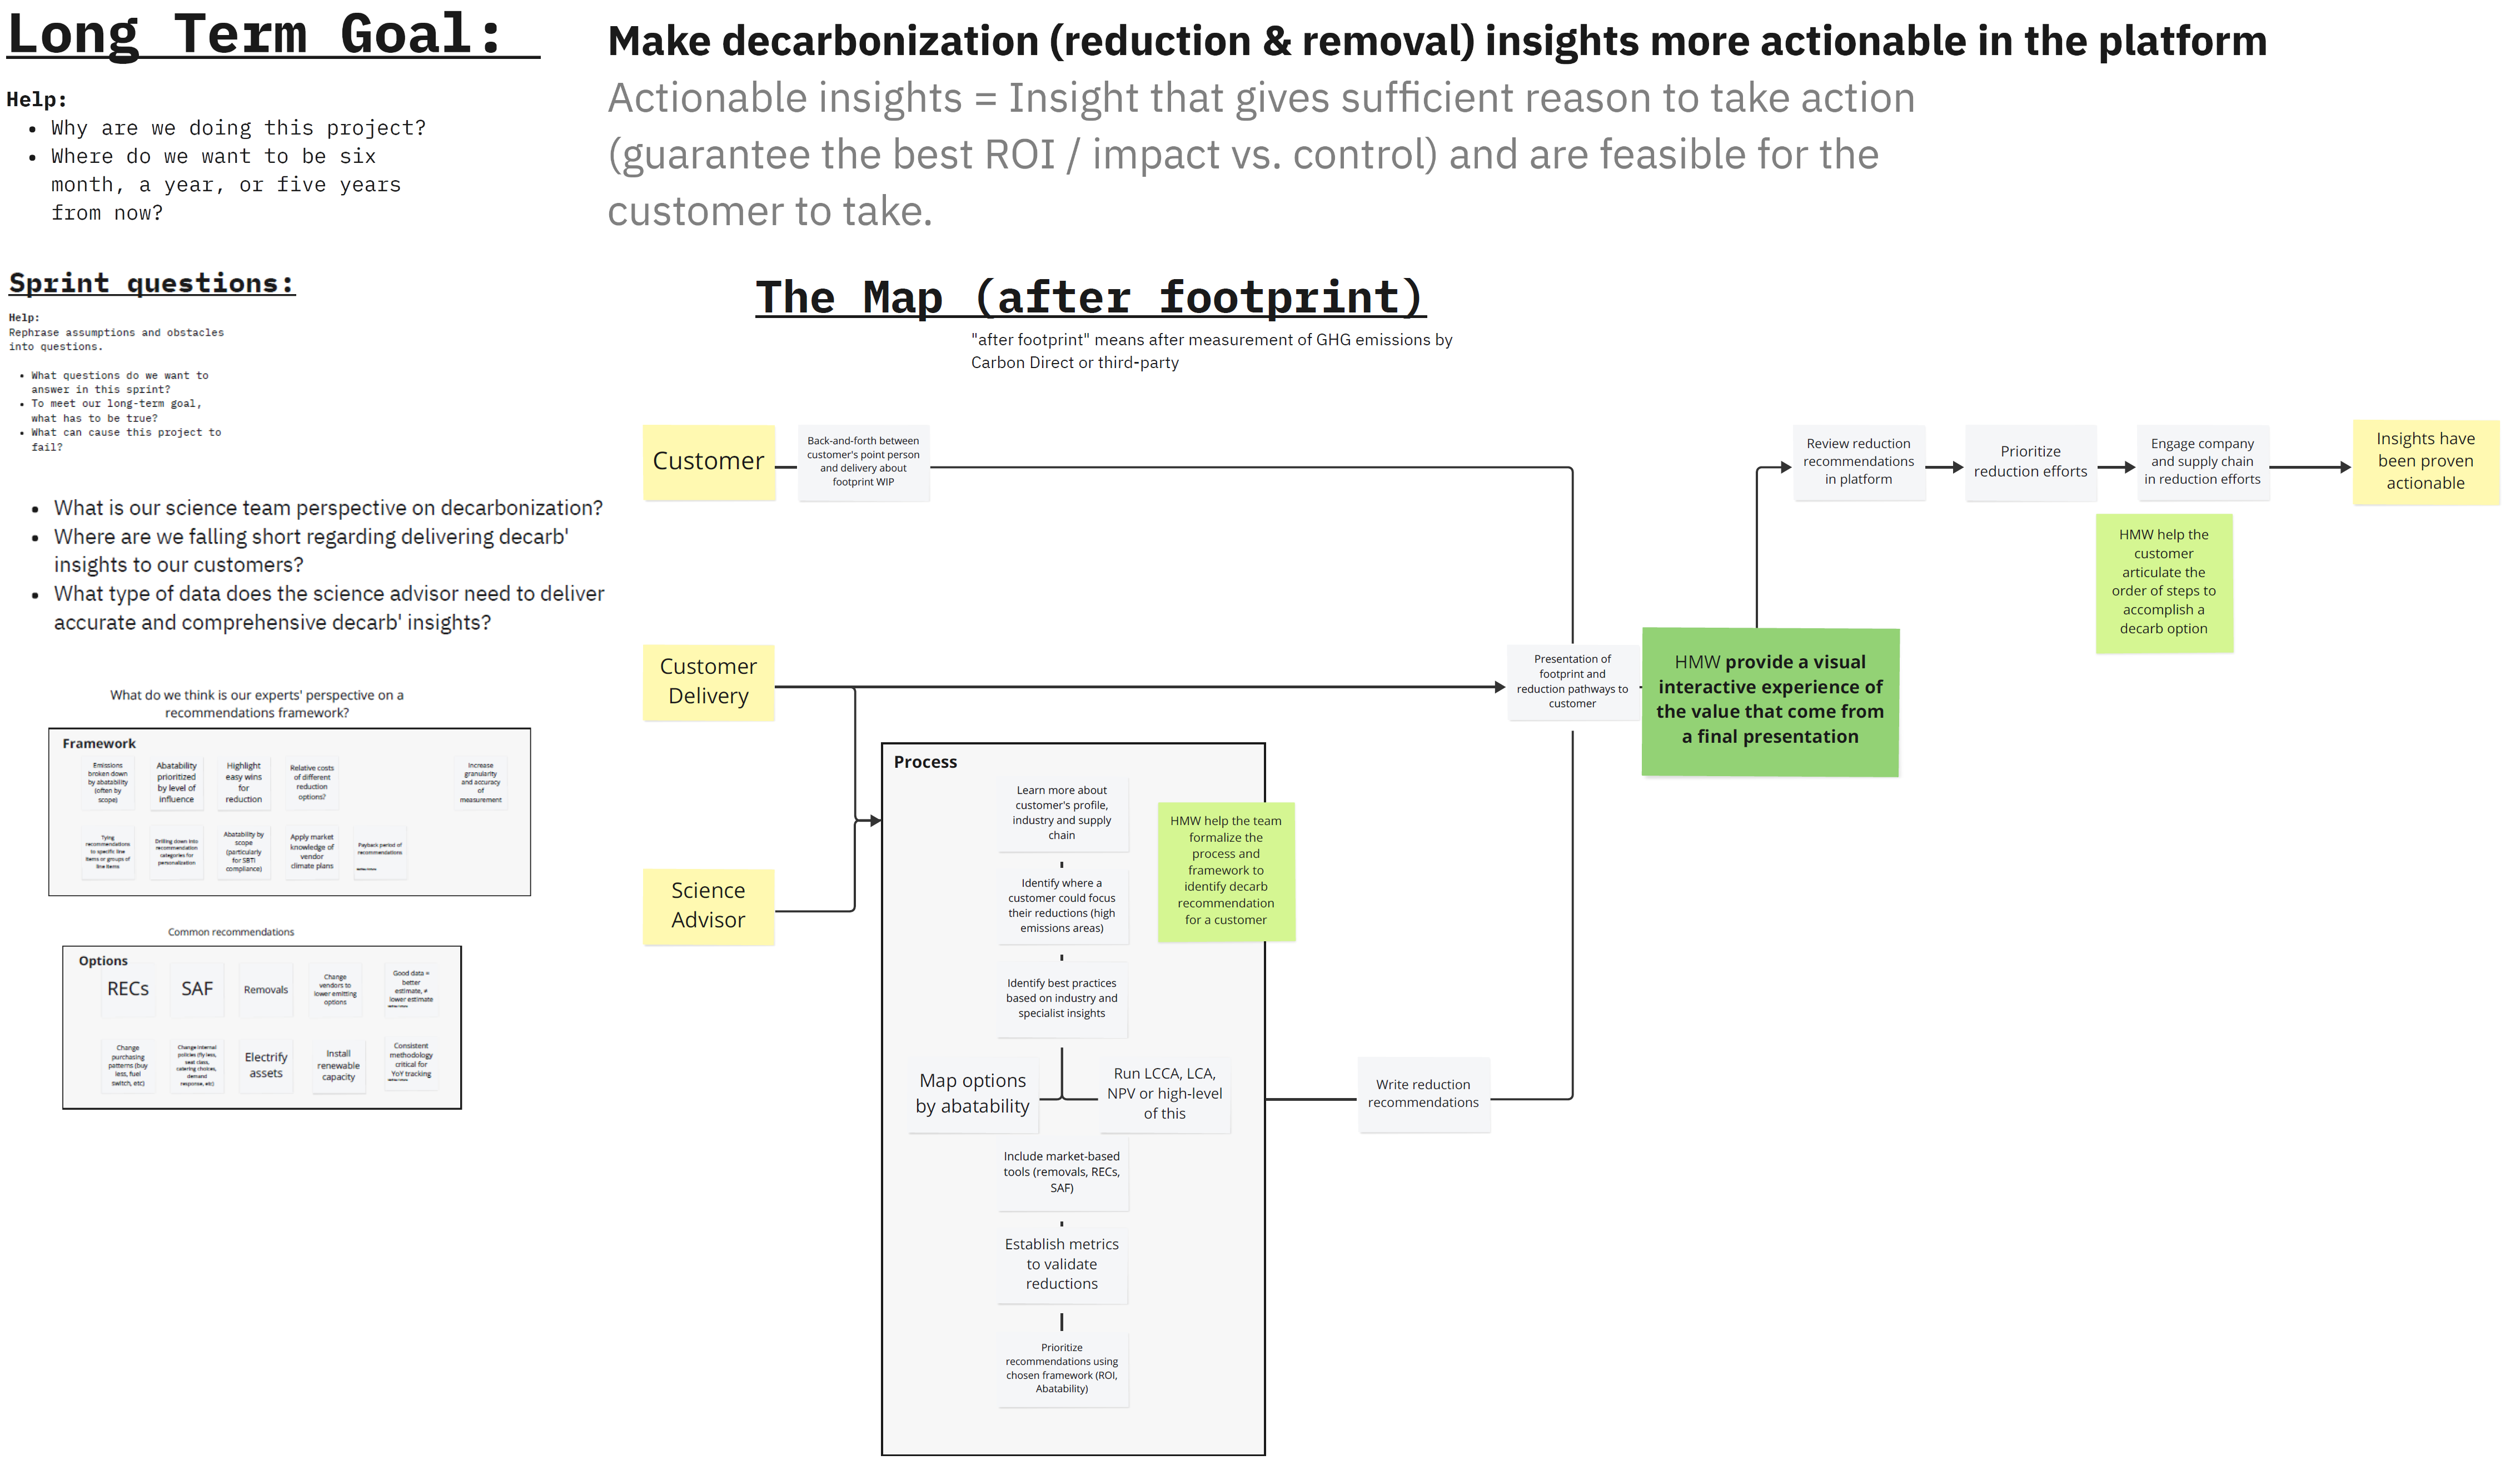 Long Term Goal:
Help:
• Why are we doing this project?
• Where do we want to be six
month, a year, or five years
from now?
Make decarbonization (reduction & removal) insights more actionable in the platform
Actionable insights = Insight that gives sufficient reason to take action
(guarantee the best ROI / impact vs. control) and are feasible for the
customer to take.
Sprint questions:
Help:
Rephrase assumptions and obstacles
into questions.
• What questions do we want to
answer in this sprint?
• To meet our long-term goal,
what has to be true?
• What can cause this project to
fail?
• What is our science team perspective on decarbonization?
• Where are we falling short regarding delivering decarb'
insights to our customers?
• What type of data does the science advisor need to deliver
accurate and comprehensive decarb' insights?
What do we think is our experts' perspective on a
recommendations framework?
Framework
Emissions
broken down
by abatability
(often by
scope)
Abatability
prioritized
by level of
influence
Highlight
easy wins
for
reduction
Relative costs
of different
reduction
options?
Increase
granularity
and accuracy
of
measurement
Tying
recommendations
to specific line
items or groups of
line items
Drilling down into
recommendation
categories for
personalization
Abatability by
scope
(particularly
for SBTI
compliance)
Apply market
knowledge of
vendor
climate plans
Payback period of
recommendations
Common recommendations
Options
RECs
SAF
Removals
Change
vendors to
lower emitting
options
Good data =
better
estimate, ≠
lower estimate
Change
purchasing
patterns (buy
less, fuel
switch, etc)
Change internal
policies (fly less,
seat class,
catering choices,
demand
response, etc)
Electrify
assets
Install
renewable
capacity
Consistent
methodology
critical for
YoY tracking
The Map (after footprint)
"after footprint" means after measurement of GHG emissions by
Carbon Direct or third-party
Customer
Back-and-forth between
customer's point person
and delivery about
footprint WIP
Review reduction
recommendations
in platform
Prioritize
reduction efforts
Engage company
and supply chain
in reduction efforts
Insights have
been proven
actionable
HMW help the
customer
articulate the
order of steps to
accomplish a
decarb option
Customer
Delivery
Presentation of
footprint and
reduction pathways to
customer
HMW provide a visual
interactive experience of
the value that come from
a final presentation
Science
Advisor
Process
Learn more about
customer's profile,
industry and supply
chain
HMW help the team
formalize the
process and
framework to
identify decarb
recommendation
for a customer
Identify where a
customer could focus
their reductions (high
emissions areas)
Identify best practices
based on industry and
specialist insights
Map options
by abatability
Run LCCA, LCA,
NPV or high-level
of this
Include market-based
tools (removals, RECs,
SAF)
Establish metrics
to validate
reductions
Prioritize
recommendations using
chosen framework (ROI,
Abatability)
Write reduction
recommendations